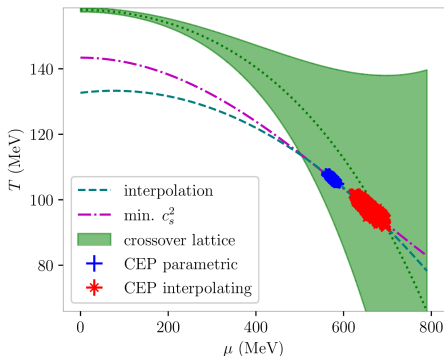 T (MeV)
140
120
100
80
interpolation
min. $c_s^2$
crossover lattice
CEP parametric
CEP interpolating
0 200 400 600 800
μ (MeV)